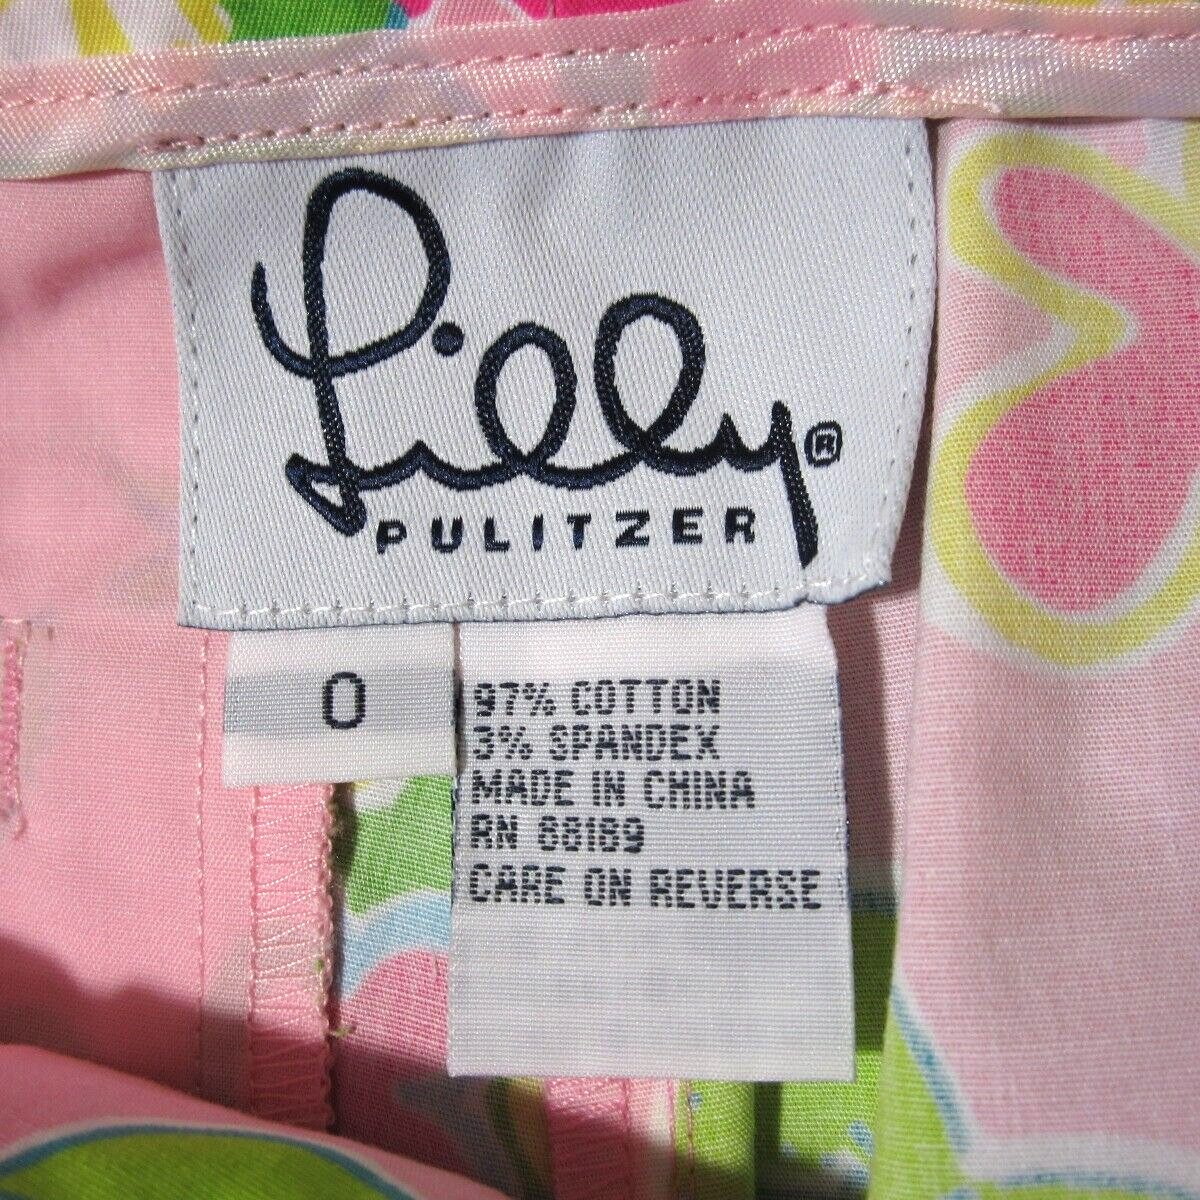 Lilly®
PULITZER
0
97% COTTON
3% SPANDEX
MADE IN CHINA
RN 68189
CARE ON REVERSE